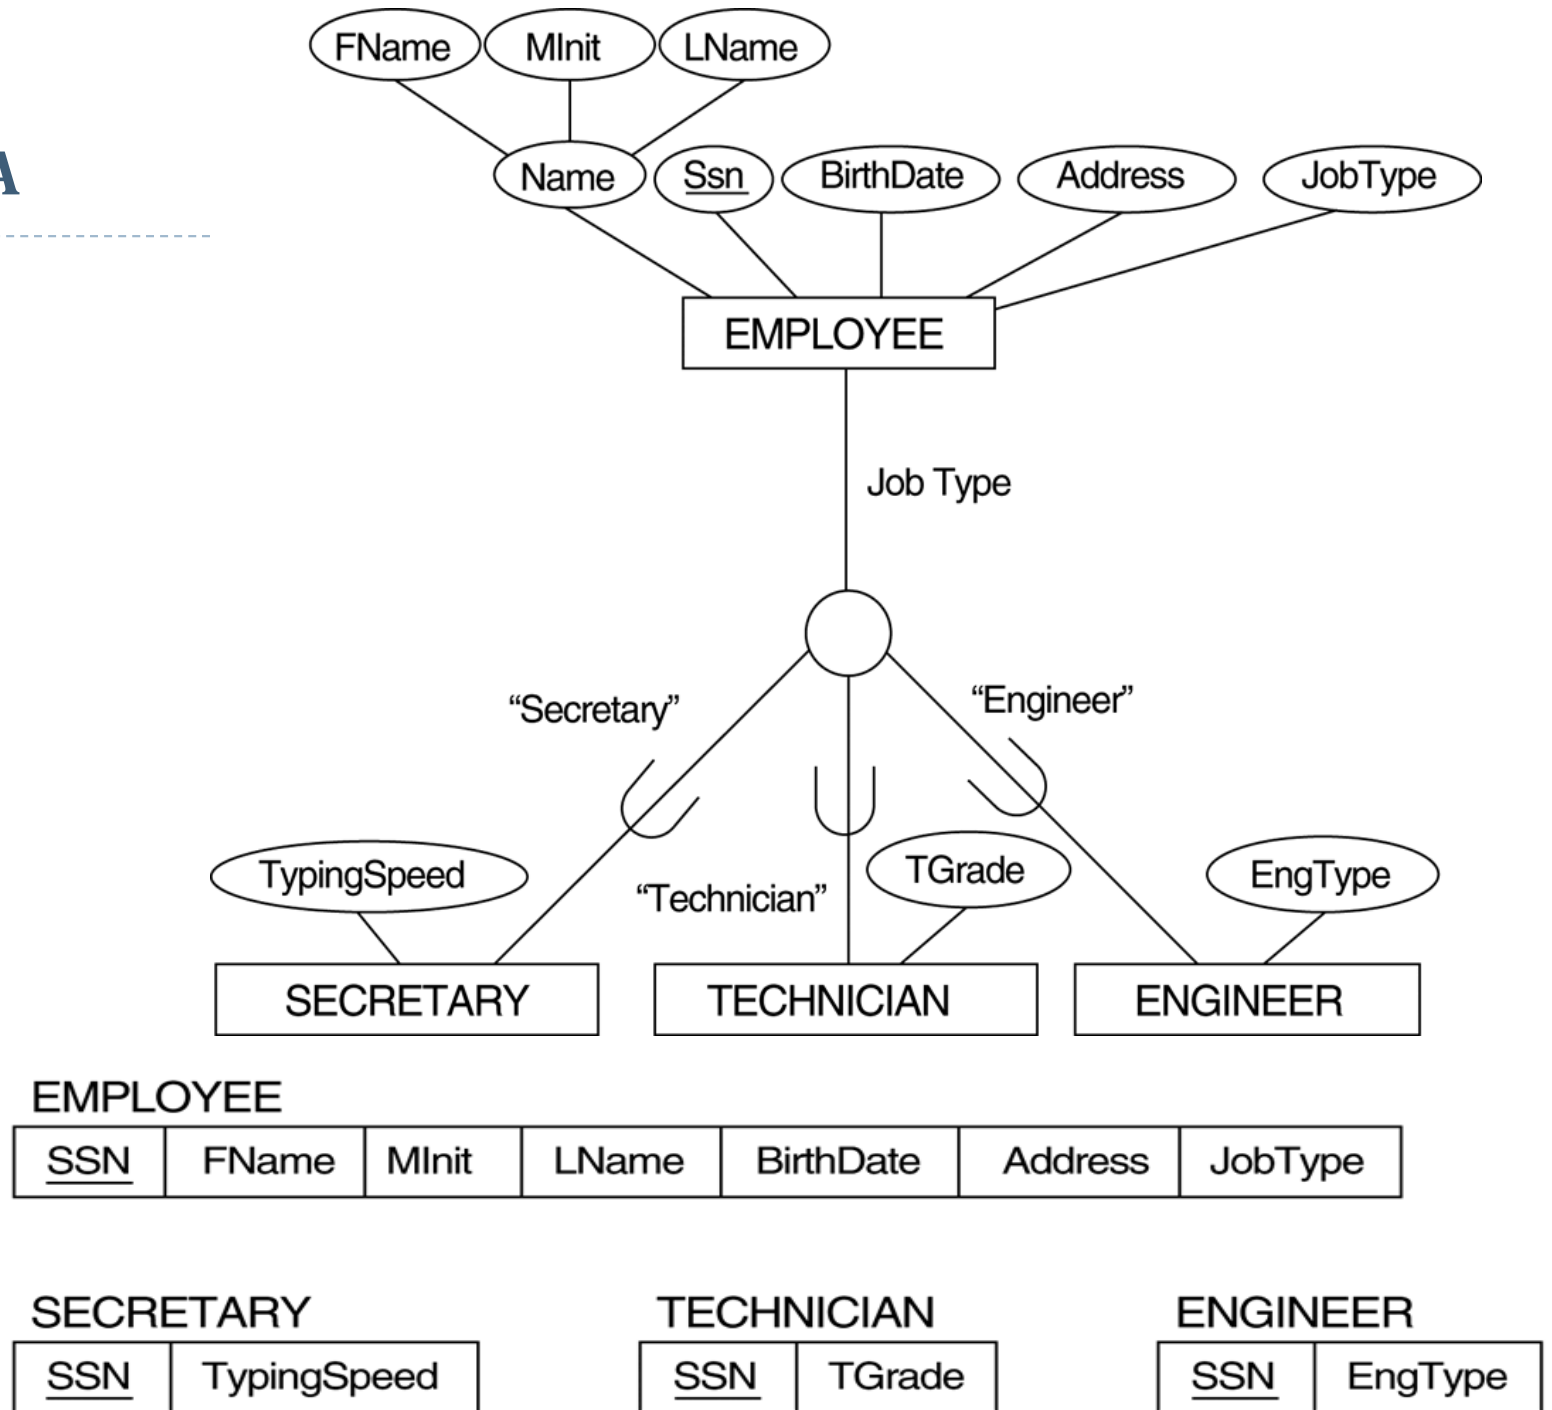 FName MInit LName
A
Name Ssn BirthDate Address JobType
EMPLOYEE
Job Type
“Secretary” “Engineer”
TypingSpeed “Technician” TGrade EngType
SECRETARY TECHNICIAN ENGINEER
EMPLOYEE
SSN FName MInit LName BirthDate Address JobType
SECRETARY TECHNICIAN ENGINEER
SSN TypingSpeed SSN TGrade SSN EngType